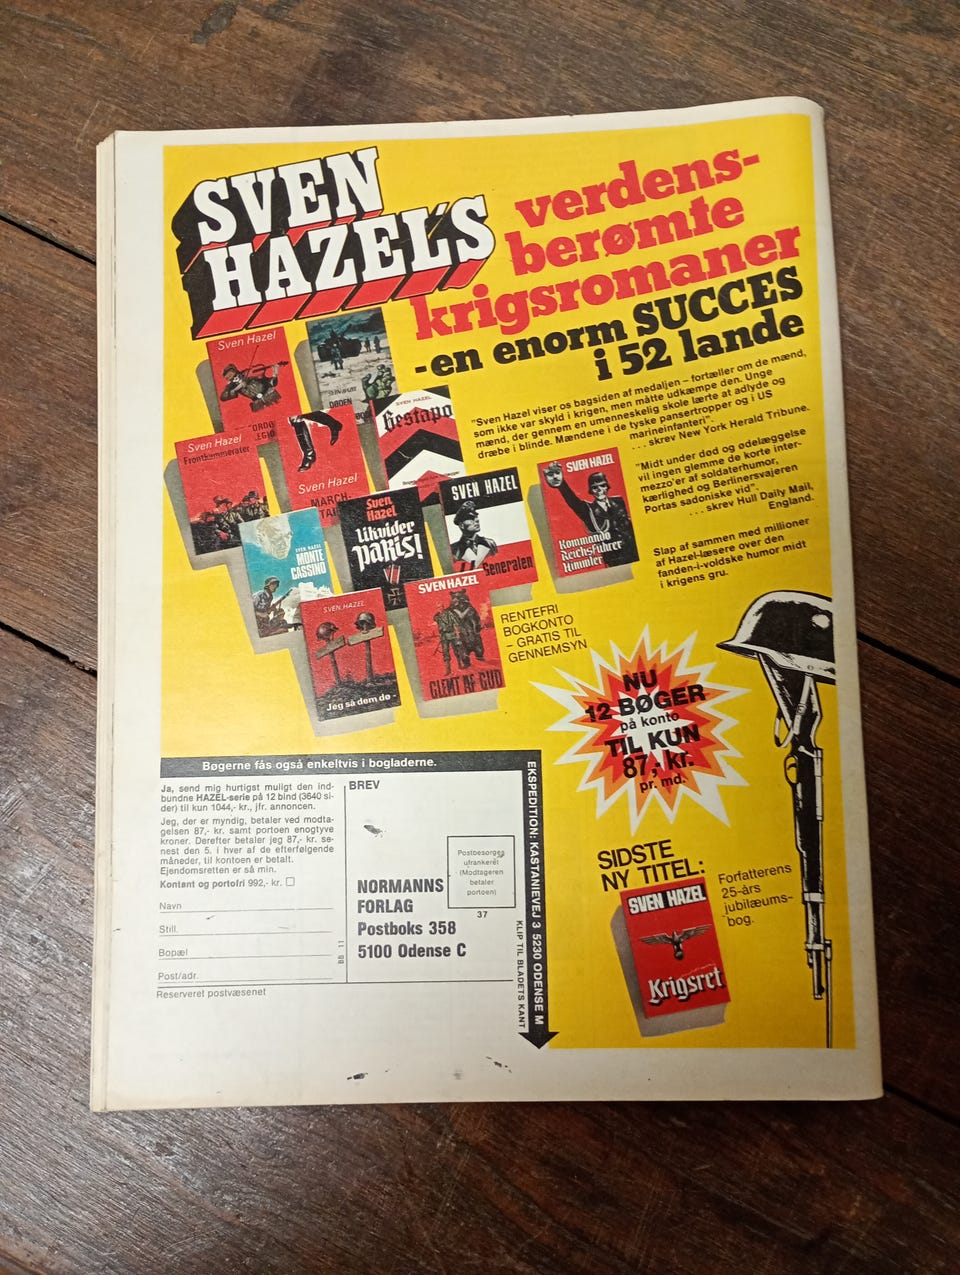 SVEN
HAZEL'S
verdens-
berømte
krigsromaner
-en enorm SUCCES
i 52 lande
"Sven Hazel viser os bagsiden af medaljen – fortæller om de mænd,
som ikke var skyld i krigen, men måtte udkæmpe den. Unge
mænd, der gennem en umenneskelig skole lærte at adlyde og
dræbe i blinde. Mændene i de tyske pansertropper og i US
marineinfanteri".
. . . skrev New York Herald Tribune.
"Midt under død og ødelæggelse
vil ingen glemme de korte inter-
mezzo'er af soldaterhumor,
kærlighed og Berlinersvajeren
Portas sadoniske vid".
. . . skrev Hull Daily Mail,
England.
Slap af sammen med millioner
af Hazel-læsere over den
fanden-i-voldske humor midt
i krigens gru.
Sven Hazel
DØDEN
SVEN HAZEL
Gestapo
Sven Hazel
Frontkammerater
Sven Hazel
MARCH
SVEN HAZEL
MONTE
CASSINO
Sven
Hazel
Likvider
PARIS!
SVEN HAZEL
Generalen
SVEN HAZEL
Kommando
Reichsführer
Himmler
SVEN HAZEL
Jeg så dem dø -
SVEN HAZEL
GLEMT AF GUD
RENTEFRI
BOGKONTO
– GRATIS TIL
GENNEMSYN
NU
12 BØGER
på konto
TIL KUN
87,- kr.
pr. md.
SIDSTE
NY TITEL:
SVEN HAZEL
Krigsret
Forfatterens
25-års
jubilæums-
bog.
Bøgerne fås også enkeltvis i bogladerne.
Ja, send mig hurtigst muligt den ind-
bundne HAZEL-serie på 12 bind (3640 si-
der) til kun 1044,- kr., jfr. annoncen.
Jeg, der er myndig, betaler ved modta-
gelsen 87,- kr. samt portoen enogtyve
kroner. Derefter betaler jeg 87,- kr. se-
nest den 5. i hver af de efterfølgende
måneder, til kontoen er betalt.
Ejendomsretten er så min.
Kontant og portofri 992,- kr.
Navn
Still.
Bopæl
Post/adr.
Reserveret postvæsenet
BB 11
BREV
Postbesørges
ufrankeret
(Modtageren
betaler
portoen)
37
NORMANNS
FORLAG
Postboks 358
5100 Odense C
EKSPEDITION: KASTANIEVEJ 3 5230 ODENSE M
KLIP TIL BLADETS KANT